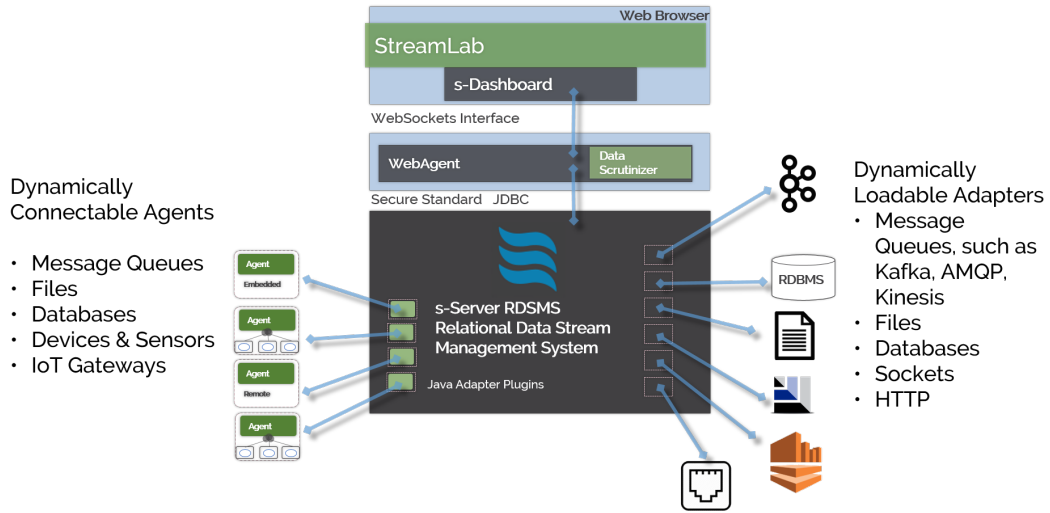 Web Browser
StreamLab
s-Dashboard
WebSockets Interface
WebAgent
Data
Scrutinizer
Secure Standard JDBC
Dynamically
Connectable Agents
• Message Queues
• Files
• Databases
• Devices & Sensors
• IoT Gateways
Agent
Embedded
Agent
Agent
Remote
Agent
s-Server RDSMS
Relational Data Stream
Management System
Java Adapter Plugins
RDBMS
Dynamically
Loadable Adapters
• Message
Queues, such as
Kafka, AMQP,
Kinesis
• Files
• Databases
• Sockets
• HTTP